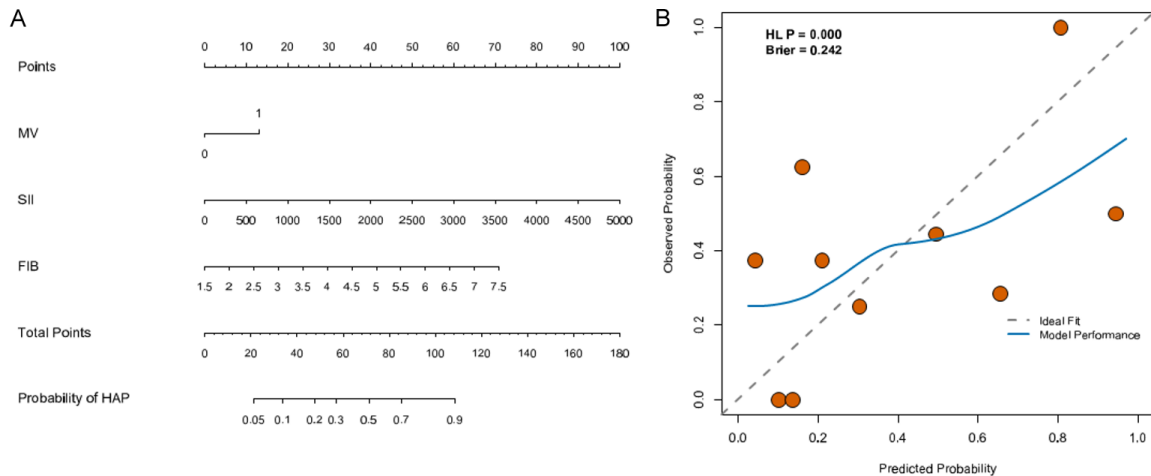 A
0 10 20 30 40 50 60 70 80 90 100
Points
1
MV
0
SII
0 500 1000 1500 2000 2500 3000 3500 4000 4500 5000
FIB
1.5 2 2.5 3 3.5 4 4.5 5 5.5 6 6.5 7 7.5
Total Points
0 20 40 60 80 100 120 140 160 180
Probability of HAP
0.05 0.1 0.2 0.3 0.5 0.7 0.9
B
HL P = 0.000
Brier = 0.242
1.0
0.8
0.6
0.4
0.2
0.0
Observed Probability
Ideal Fit
Model Performance
0.0 0.2 0.4 0.6 0.8 1.0
Predicted Probability